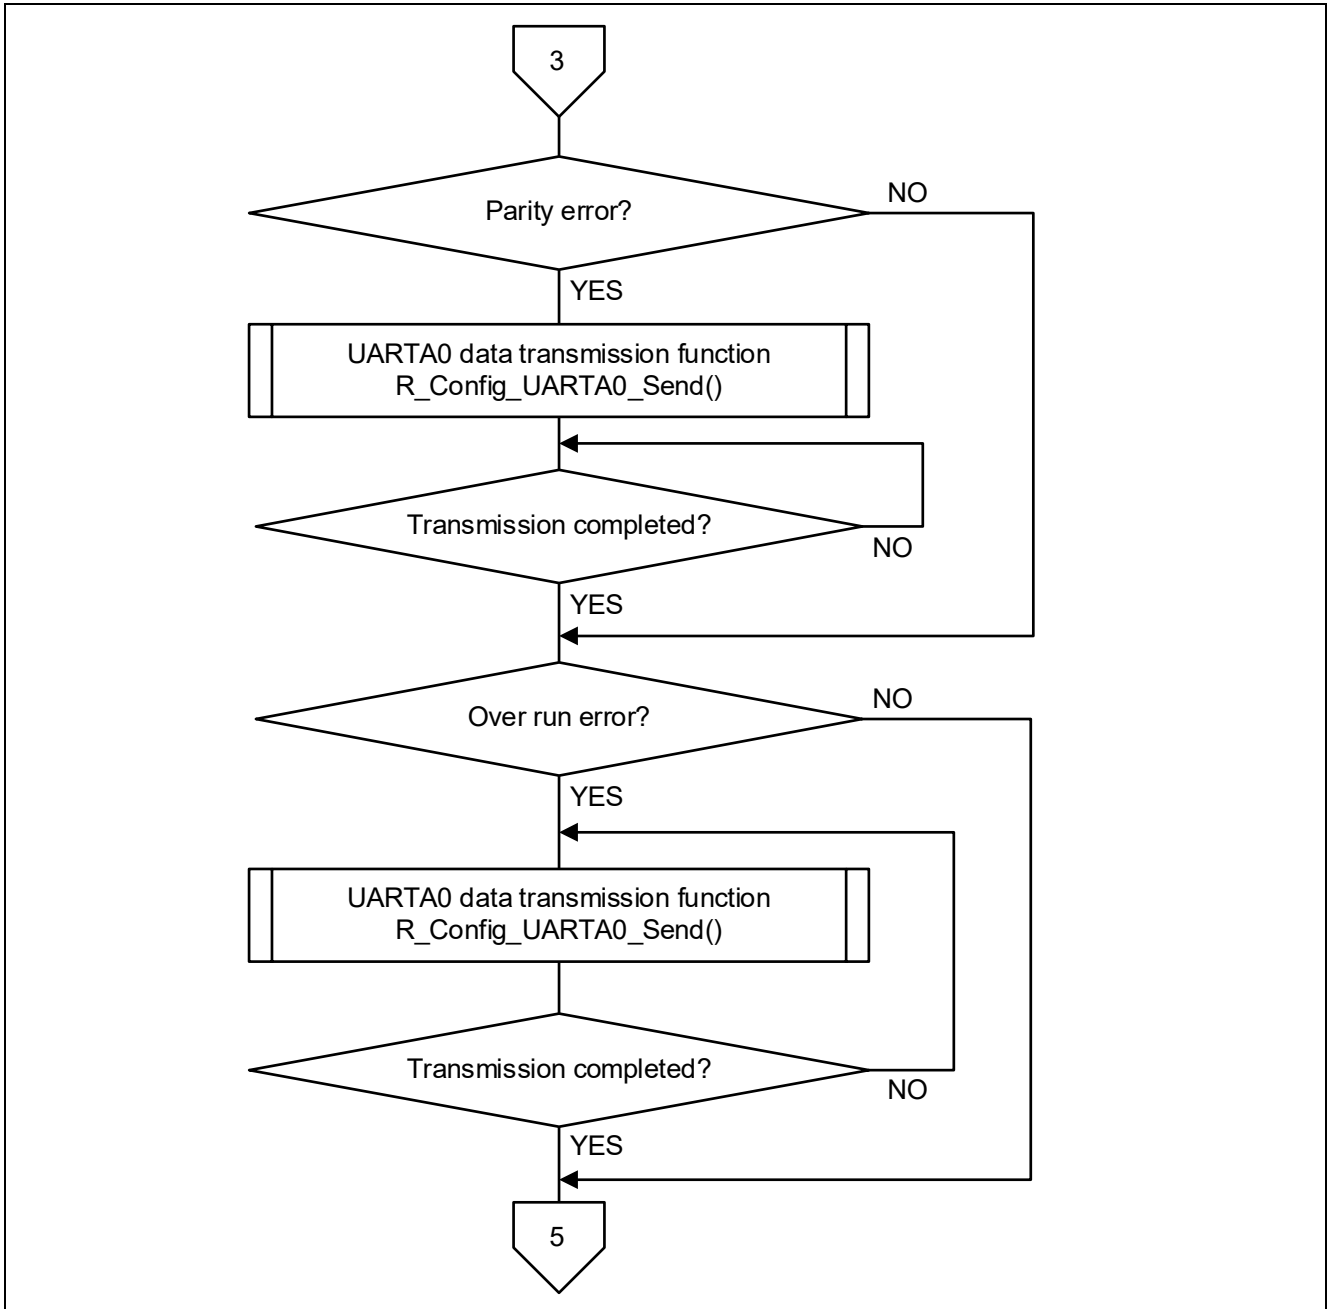 3
Parity error?
NO
YES
UARTA0 data transmission function
R_Config_UARTA0_Send()
Transmission completed?
NO
YES
Over run error?
NO
YES
UARTA0 data transmission function
R_Config_UARTA0_Send()
Transmission completed?
NO
YES
5